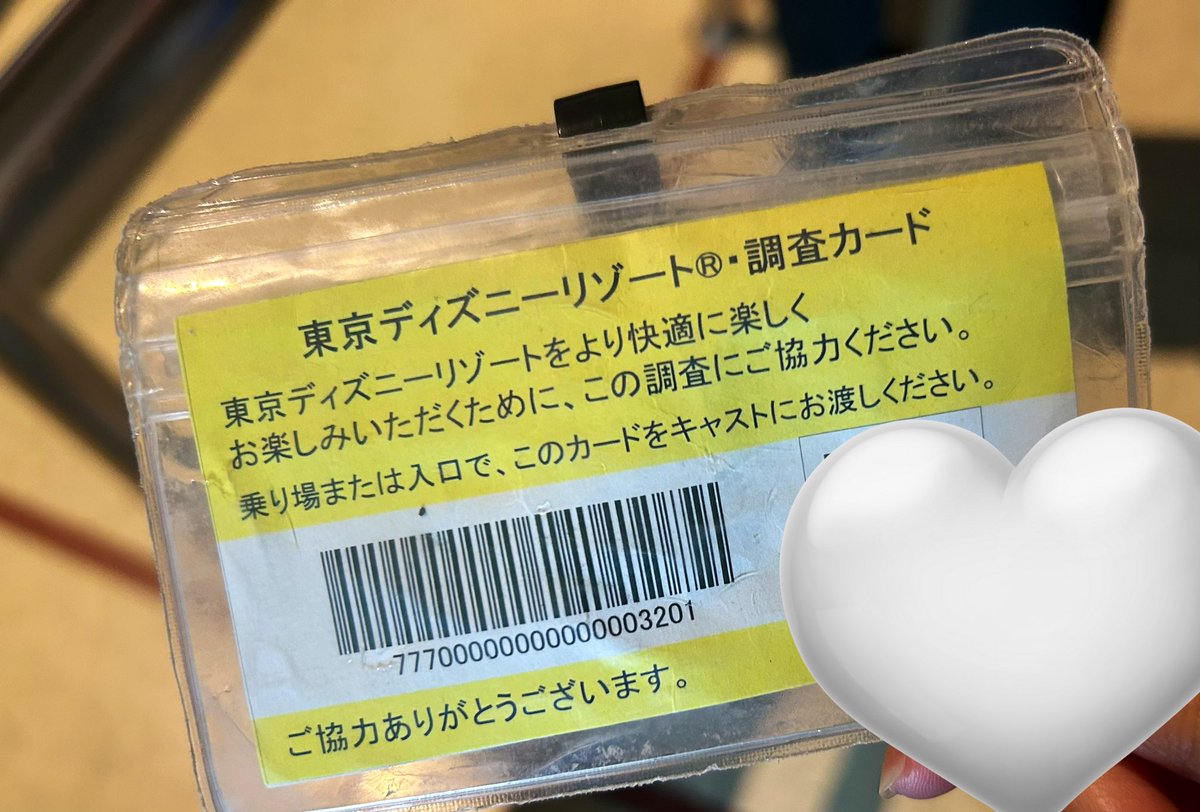 東京ディズニーリゾート®・調査カード
東京ディズニーリゾートをより快適に楽しく
お楽しみいただくために、この調査にご協力ください。
乗り場または入口で、このカードをキャストにお渡しください。
77700000000000003201
ご協力ありがとうございます。